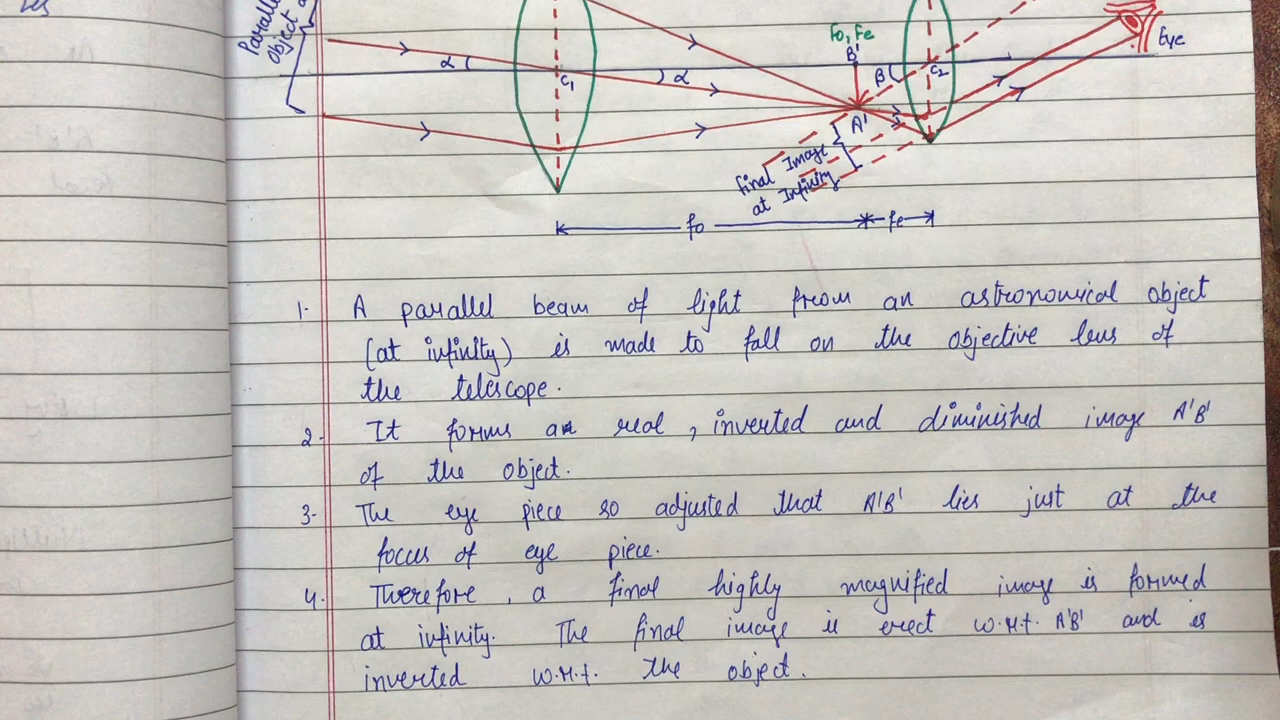 Parallel
Object a
Fo, Fe
B'
Eye
α
C1
α
β
C2
A'
final Image
at Infinity
fo
fe
1. A parallel beam of light from an astronomical object
(at infinity) is made to fall on the objective lens of
the telescope.
2. It forms a real, inverted and diminished image A'B'
of the object.
3. The eye piece so adjusted that A'B' lies just at the
focus of eye piece.
4. Therefore, a final highly magnified image is formed
at infinity. The final image is erect w.r.t. A'B' and is
inverted w.r.t. the object.